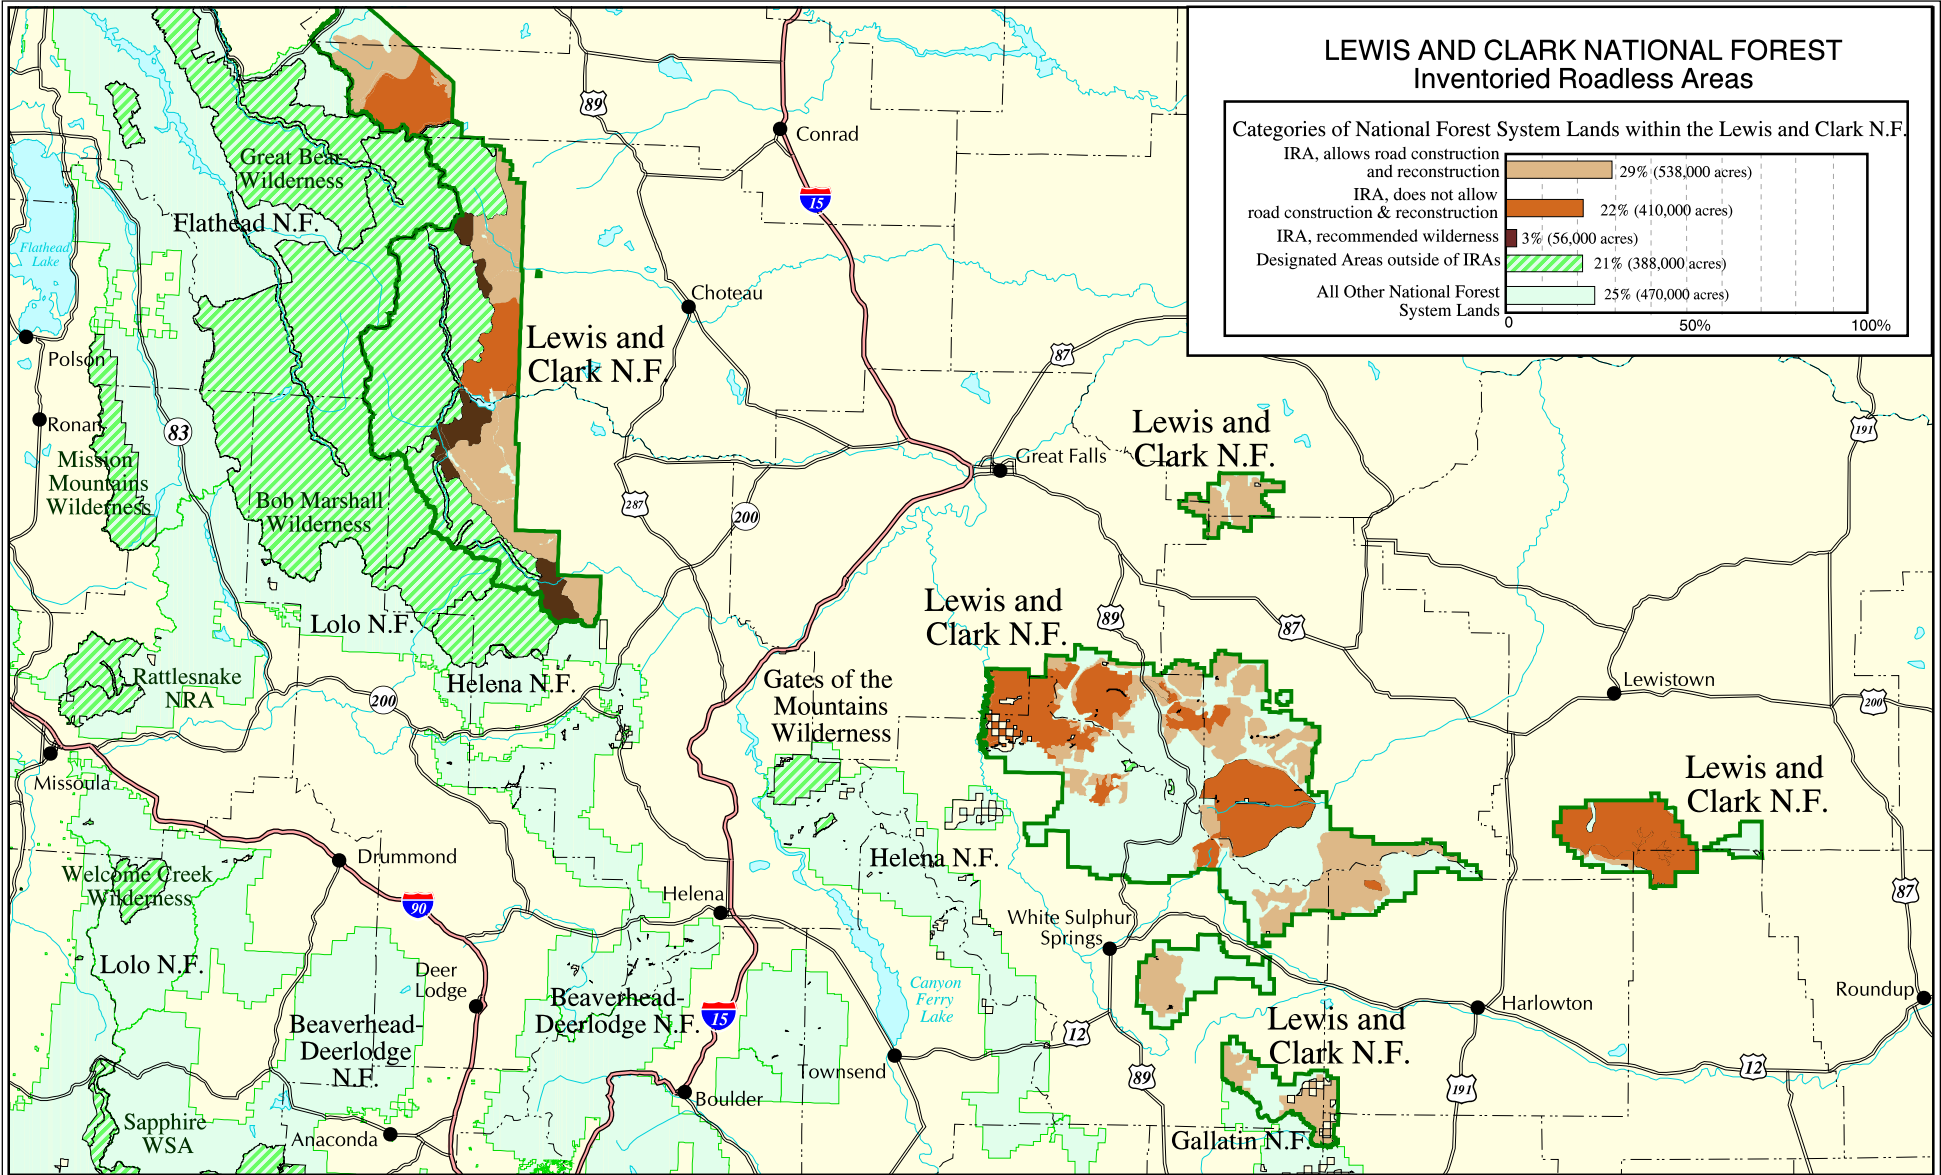 LEWIS AND CLARK NATIONAL FOREST
Inventoried Roadless Areas
Categories of National Forest System Lands within the Lewis and Clark N.F.
IRA, allows road construction
and reconstruction
29% (538,000 acres)
IRA, does not allow
road construction & reconstruction
22% (410,000 acres)
IRA, recommended wilderness
3% (56,000 acres)
Designated Areas outside of IRAs
21% (388,000 acres)
All Other National Forest
System Lands
25% (470,000 acres)
0 50% 100%
89
Conrad
15
Great Bear
Wilderness
Flathead N.F.
Flathead
Lake
Choteau
Lewis and
Clark N.F.
Polson
87
Ronan
83
191
Mission
Mountains
Wilderness
Lewis and
Clark N.F.
Great Falls
Bob Marshall
Wilderness
287
200
Lewis and
Clark N.F.
89
87
Lolo N.F.
Rattlesnake
NRA
Helena N.F.
200
Gates of the
Mountains
Wilderness
Lewistown
200
Missoula
Lewis and
Clark N.F.
Drummond
Helena N.F.
Welcome Creek
Wilderness
90
Helena
87
White Sulphur
Springs
Lolo N.F.
Deer
Lodge
Beaverhead-
Deerlodge N.F.
15
Canyon
Ferry
Lake
Roundup
Harlowton
Beaverhead-
Deerlodge
N.F.
12
Lewis and
Clark N.F.
Townsend
89
191
12
Boulder
Sapphire
WSA
Anaconda
Gallatin N.F.